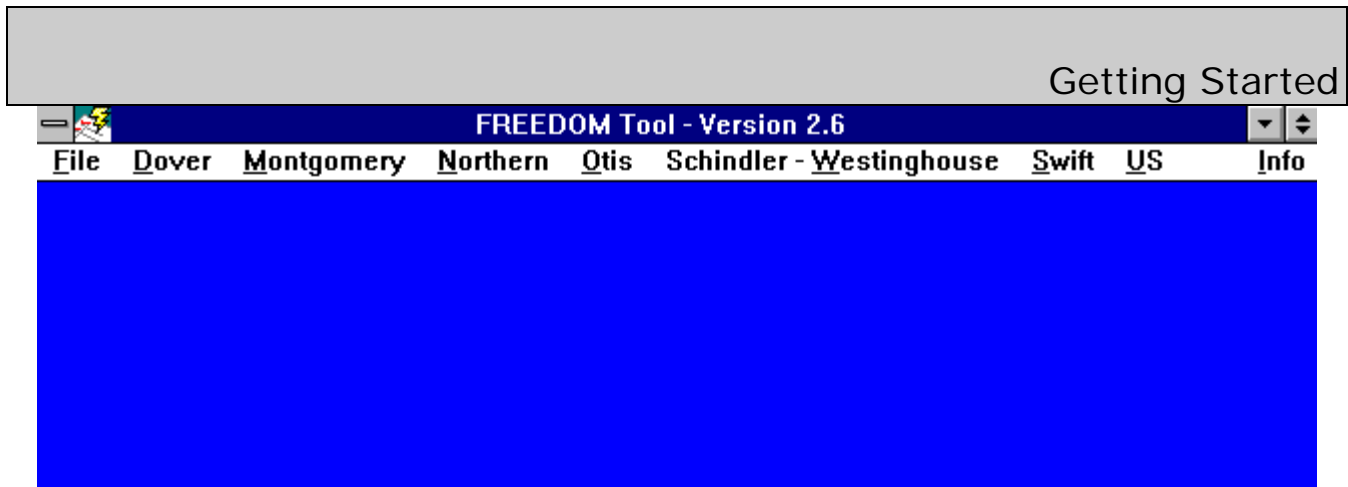 Getting Started
FREEDOM Tool - Version 2.6
File Dover Montgomery Northern Otis Schindler - Westinghouse Swift US Info